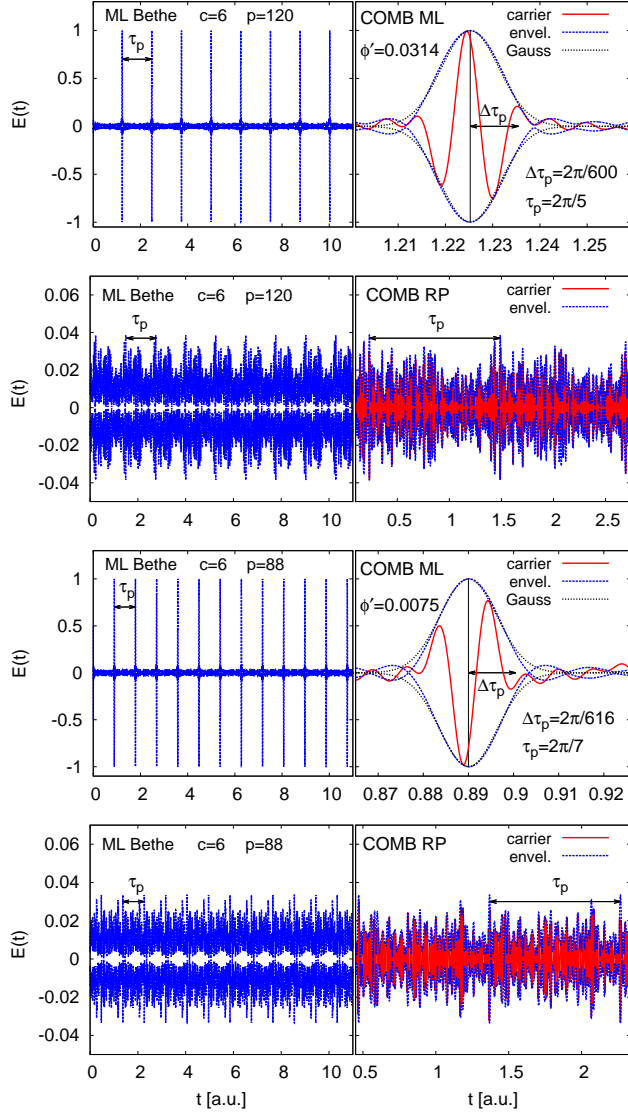 ML Bethe c=6 p=120
τp
E(t)
1
0.5
0
-0.5
-1
0 2 4 6 8 10
COMB ML
carrier
envel.
Gauss
ϕ′=0.0314
Δτp
Δτp=2π/600
τp=2π/5
1.21 1.22 1.23 1.24 1.25
ML Bethe c=6 p=120
τp
E(t)
0.06
0.04
0.02
0
-0.02
-0.04
0 2 4 6 8 10
COMB RP
carrier
envel.
τp
0.5 1 1.5 2 2.5
ML Bethe c=6 p=88
τp
E(t)
1
0.5
0
-0.5
-1
0 2 4 6 8 10
COMB ML
carrier
envel.
Gauss
ϕ′=0.0075
Δτp
Δτp=2π/616
τp=2π/7
0.87 0.88 0.89 0.9 0.91 0.92
ML Bethe c=6 p=88
τp
E(t)
0.06
0.04
0.02
0
-0.02
-0.04
0 2 4 6 8 10
t [a.u.]
COMB RP
carrier
envel.
τp
0.5 1 1.5 2
t [a.u.]